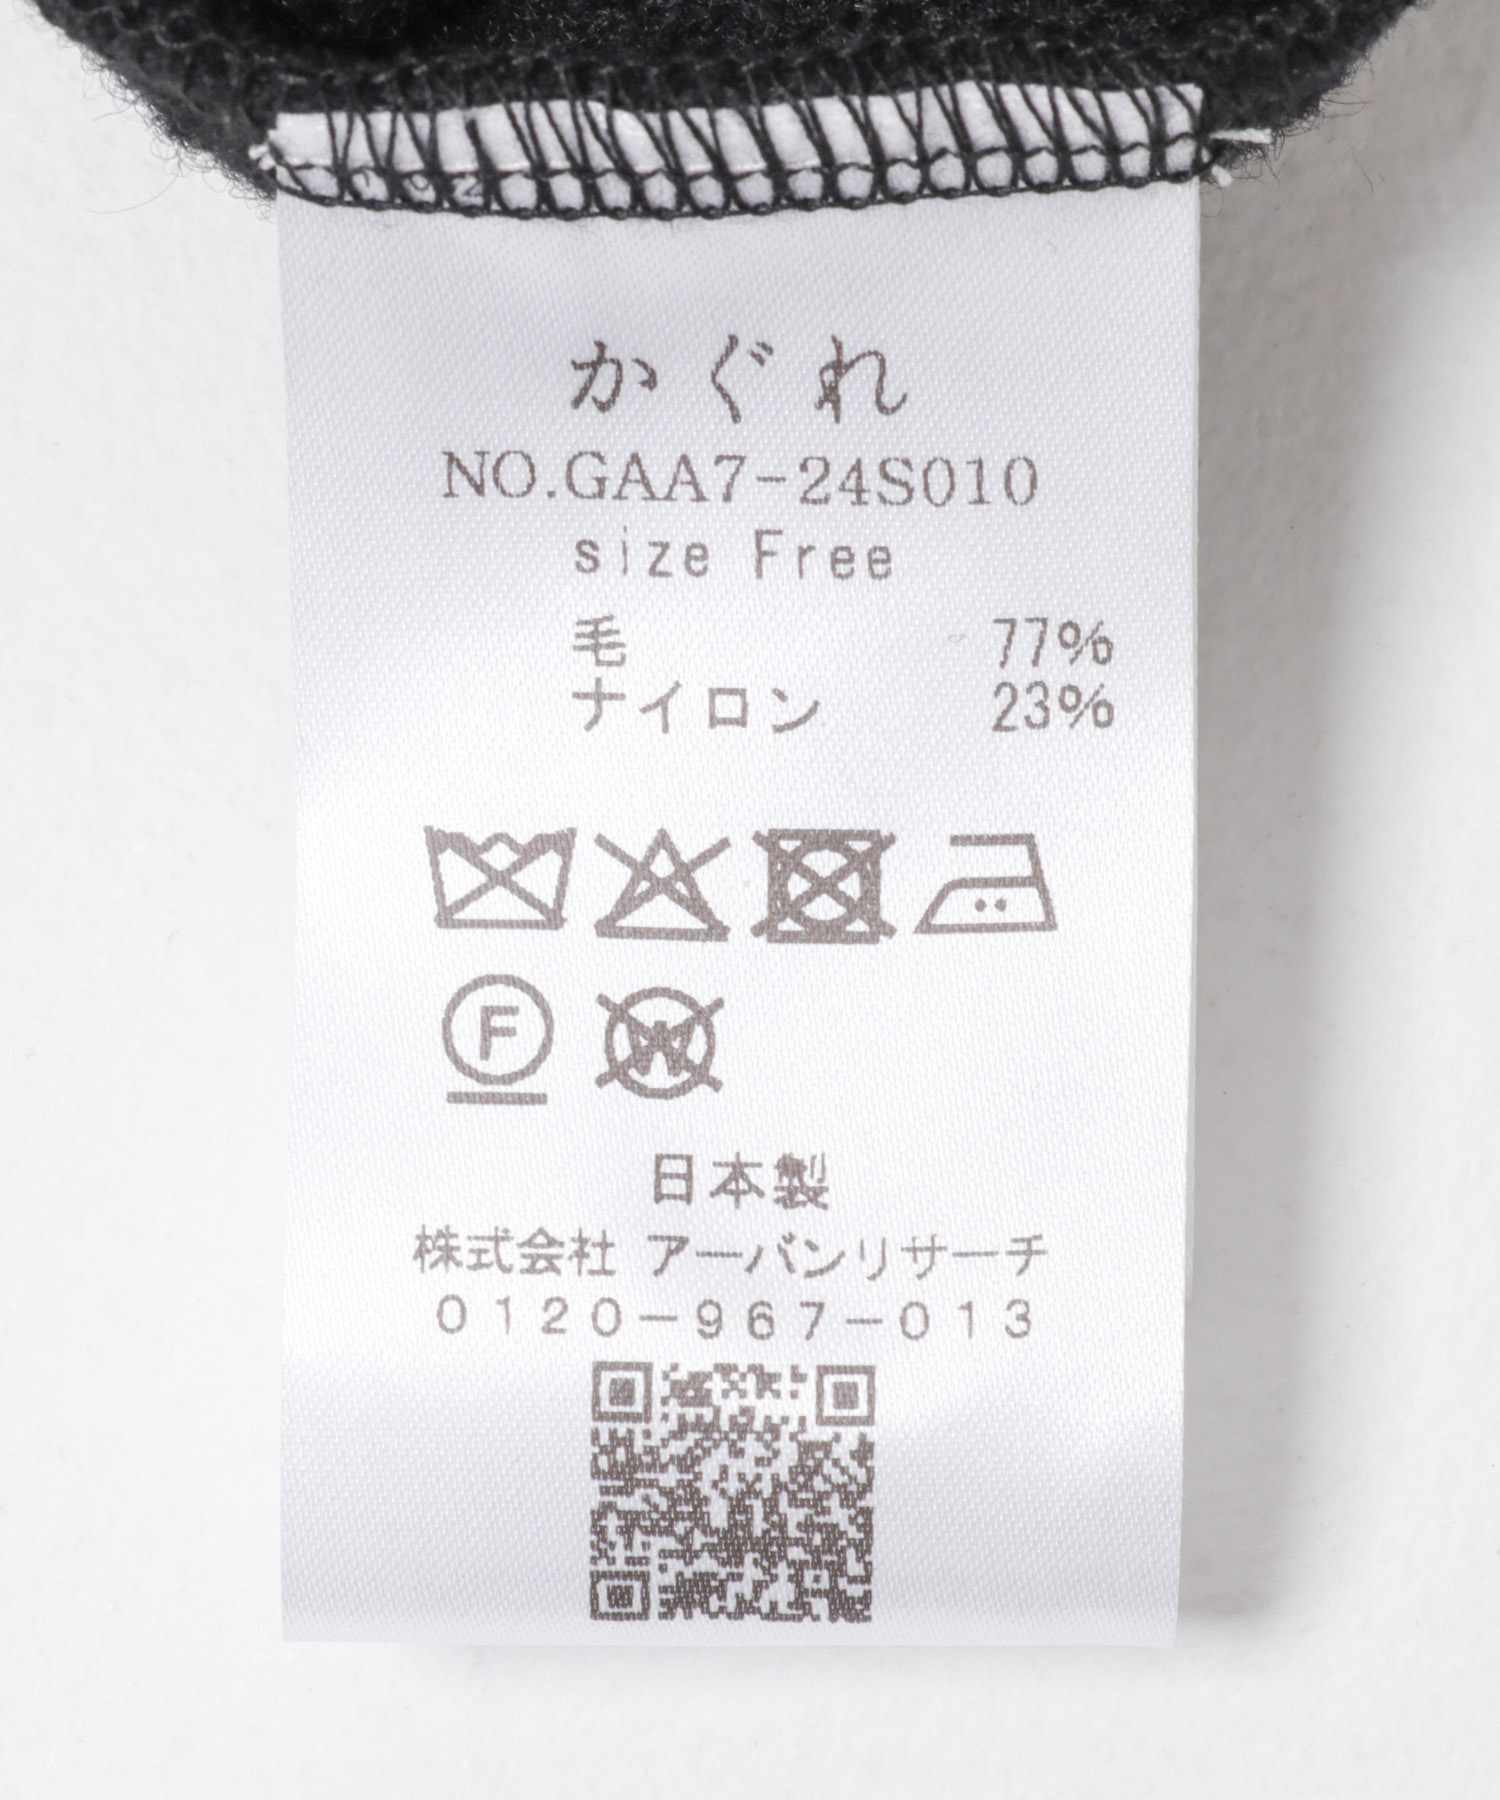 かぐれ
NO.GAA7-24S010
size Free
毛 77%
ナイロン 23%
F
W
日本製
株式会社 アーバンリサーチ
0120-967-013